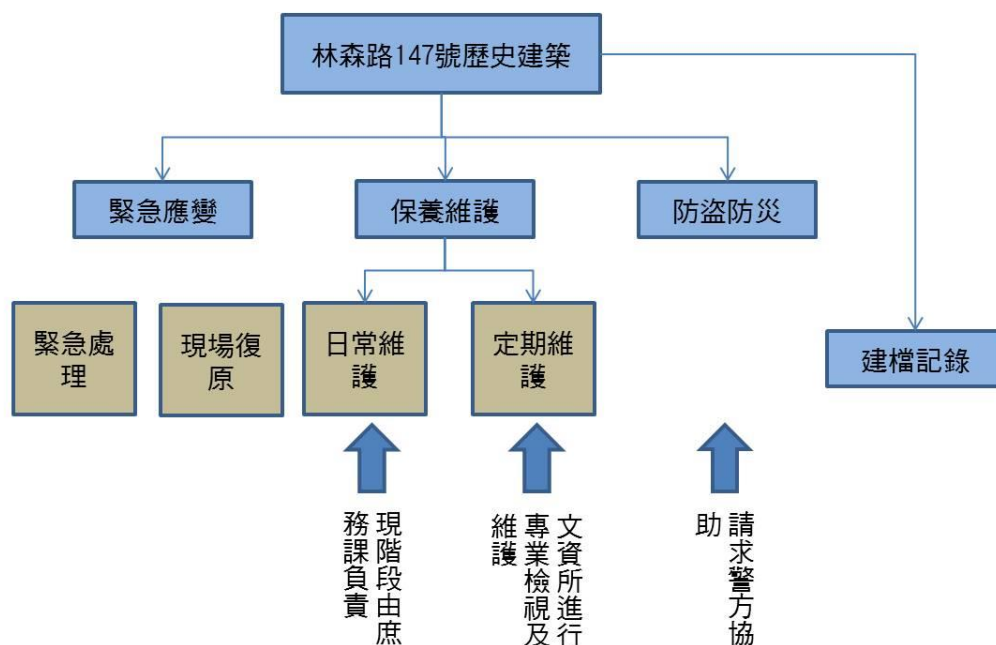 林森路147號歷史建築
緊急應變
保養維護
防盜防災
緊急處
理
現場復
原
日常維
護
定期維
護
建檔記錄
現階段由庶
務課負責
文資所進行
專業檢視及
維護
請求警方協
助